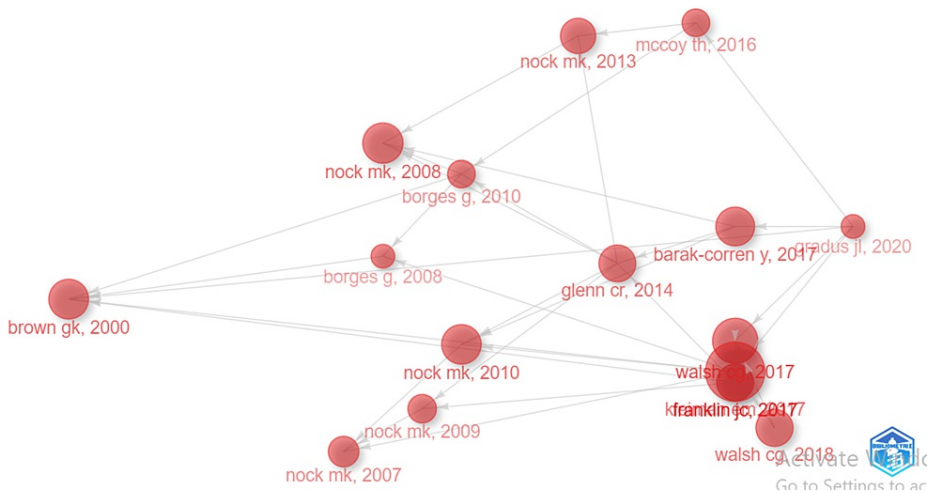 mccoy th, 2016
nock mk, 2013
nock mk, 2008
borges g, 2010
gradus jl, 2020
barak-corren y, 2017
borges g, 2008
glenn cr, 2014
brown gk, 2000
nock mk, 2010
walsh cg, 2017
franklin jc, 2017
nock mk, 2009
walsh cg, 2018
nock mk, 2007
BIBLIOMETRIX
Activate
Go to Settings to ac